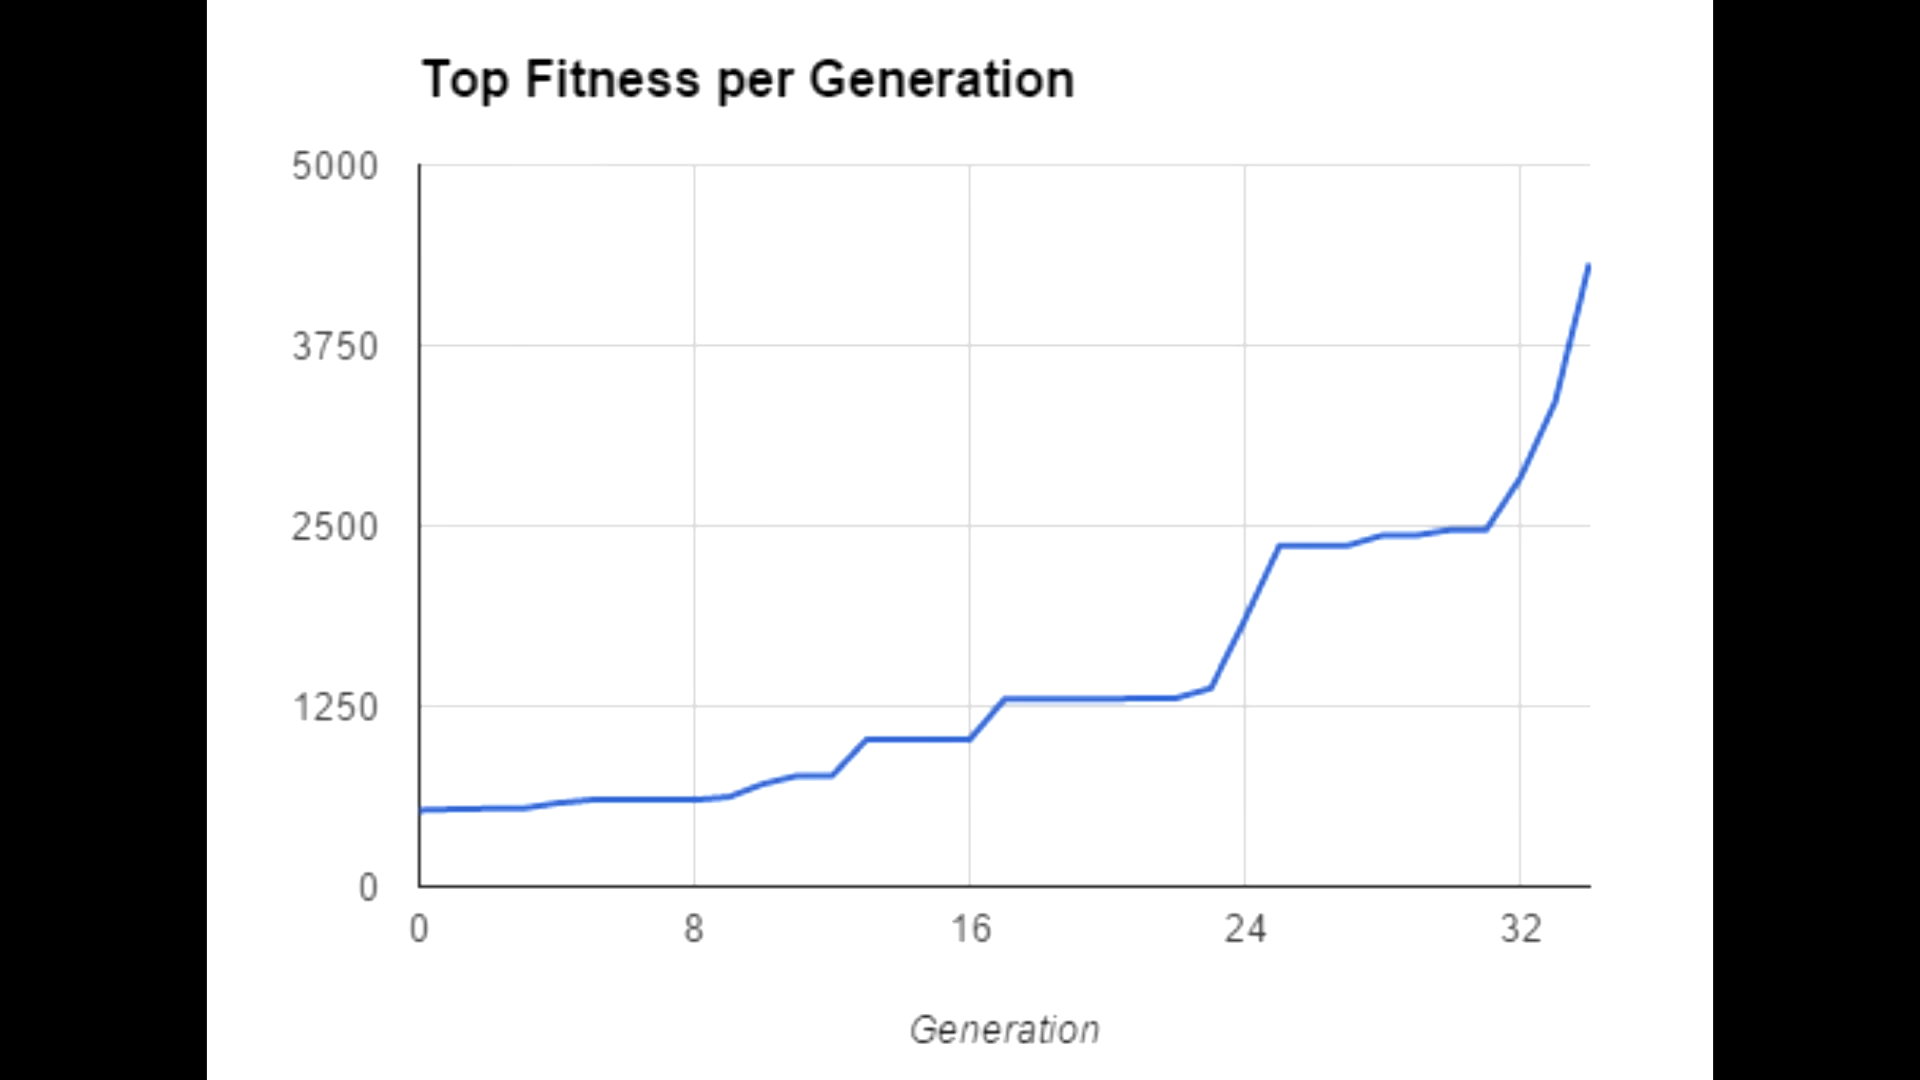 Top Fitness per Generation
5000
3750
2500
1250
0
0 8 16 24 32
Generation